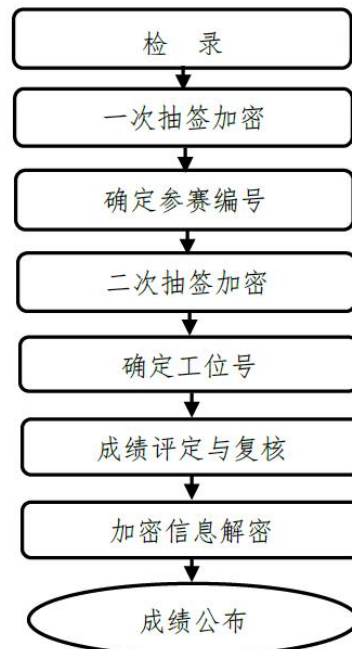 检 录
一次抽签加密
确定参赛编号
二次抽签加密
确定工位号
成绩评定与复核
加密信息解密
成绩公布